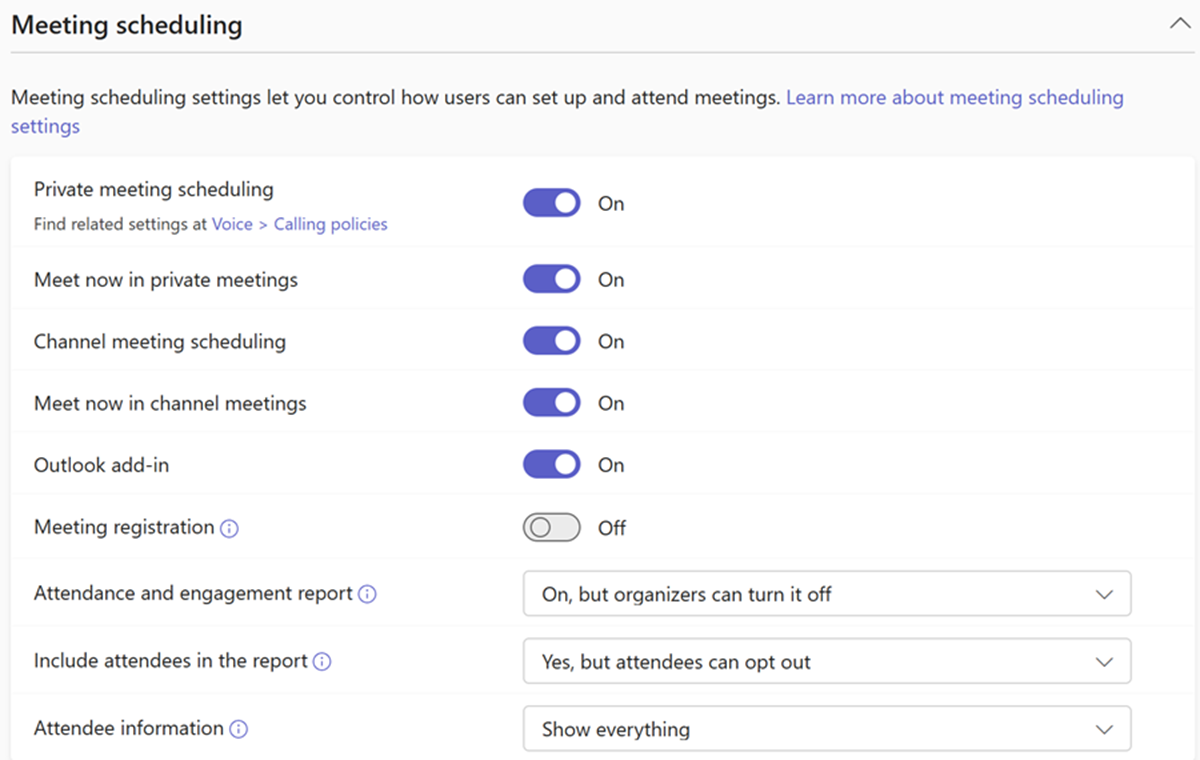 Meeting scheduling
Meeting scheduling settings let you control how users can set up and attend meetings. Learn more about meeting scheduling
settings
Private meeting scheduling
On
Find related settings at Voice > Calling policies
Meet now in private meetings
On
Channel meeting scheduling
On
Meet now in channel meetings
On
Outlook add-in
On
Meeting registration
Off
Attendance and engagement report
On, but organizers can turn it off
Include attendees in the report
Yes, but attendees can opt out
Attendee information
Show everything